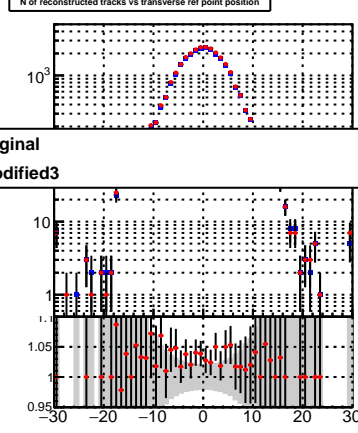 N of reconstructed tracks vs transverse ref point position
10³
ginal
odified3
10
1
1.1
1.05
1
0.95
−30 −20 −10 0 10 20 30